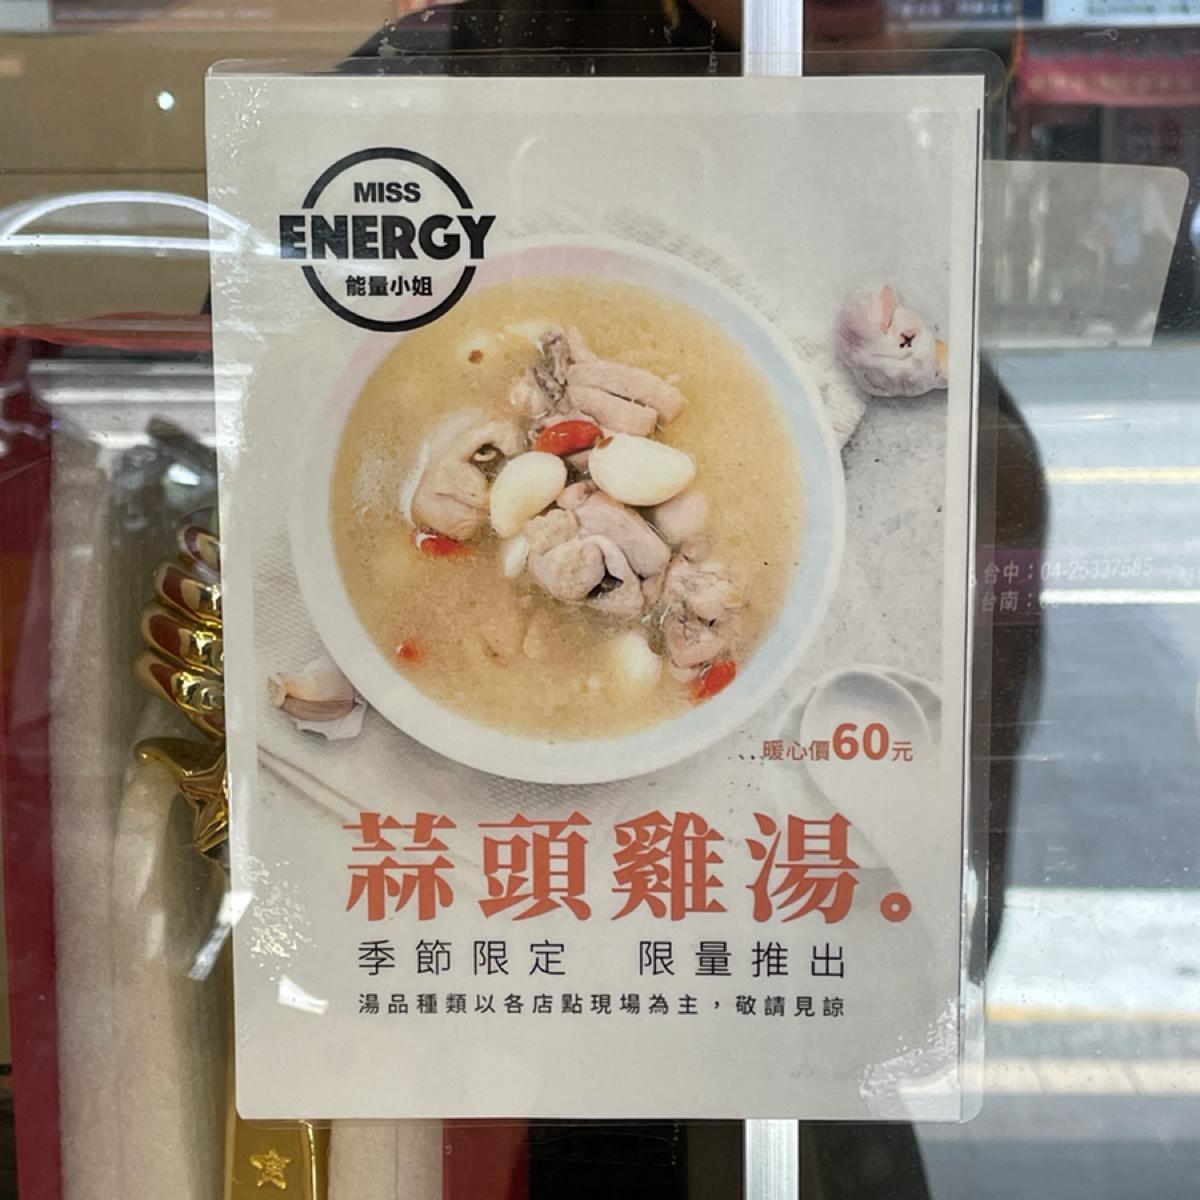 MISS
ENERGY
能量小姐
暖心價60元
蒜頭雞湯。
季節限定 限量推出
湯品種類以各店點現場為主，敬請見諒
台中：04-25337585
台南：